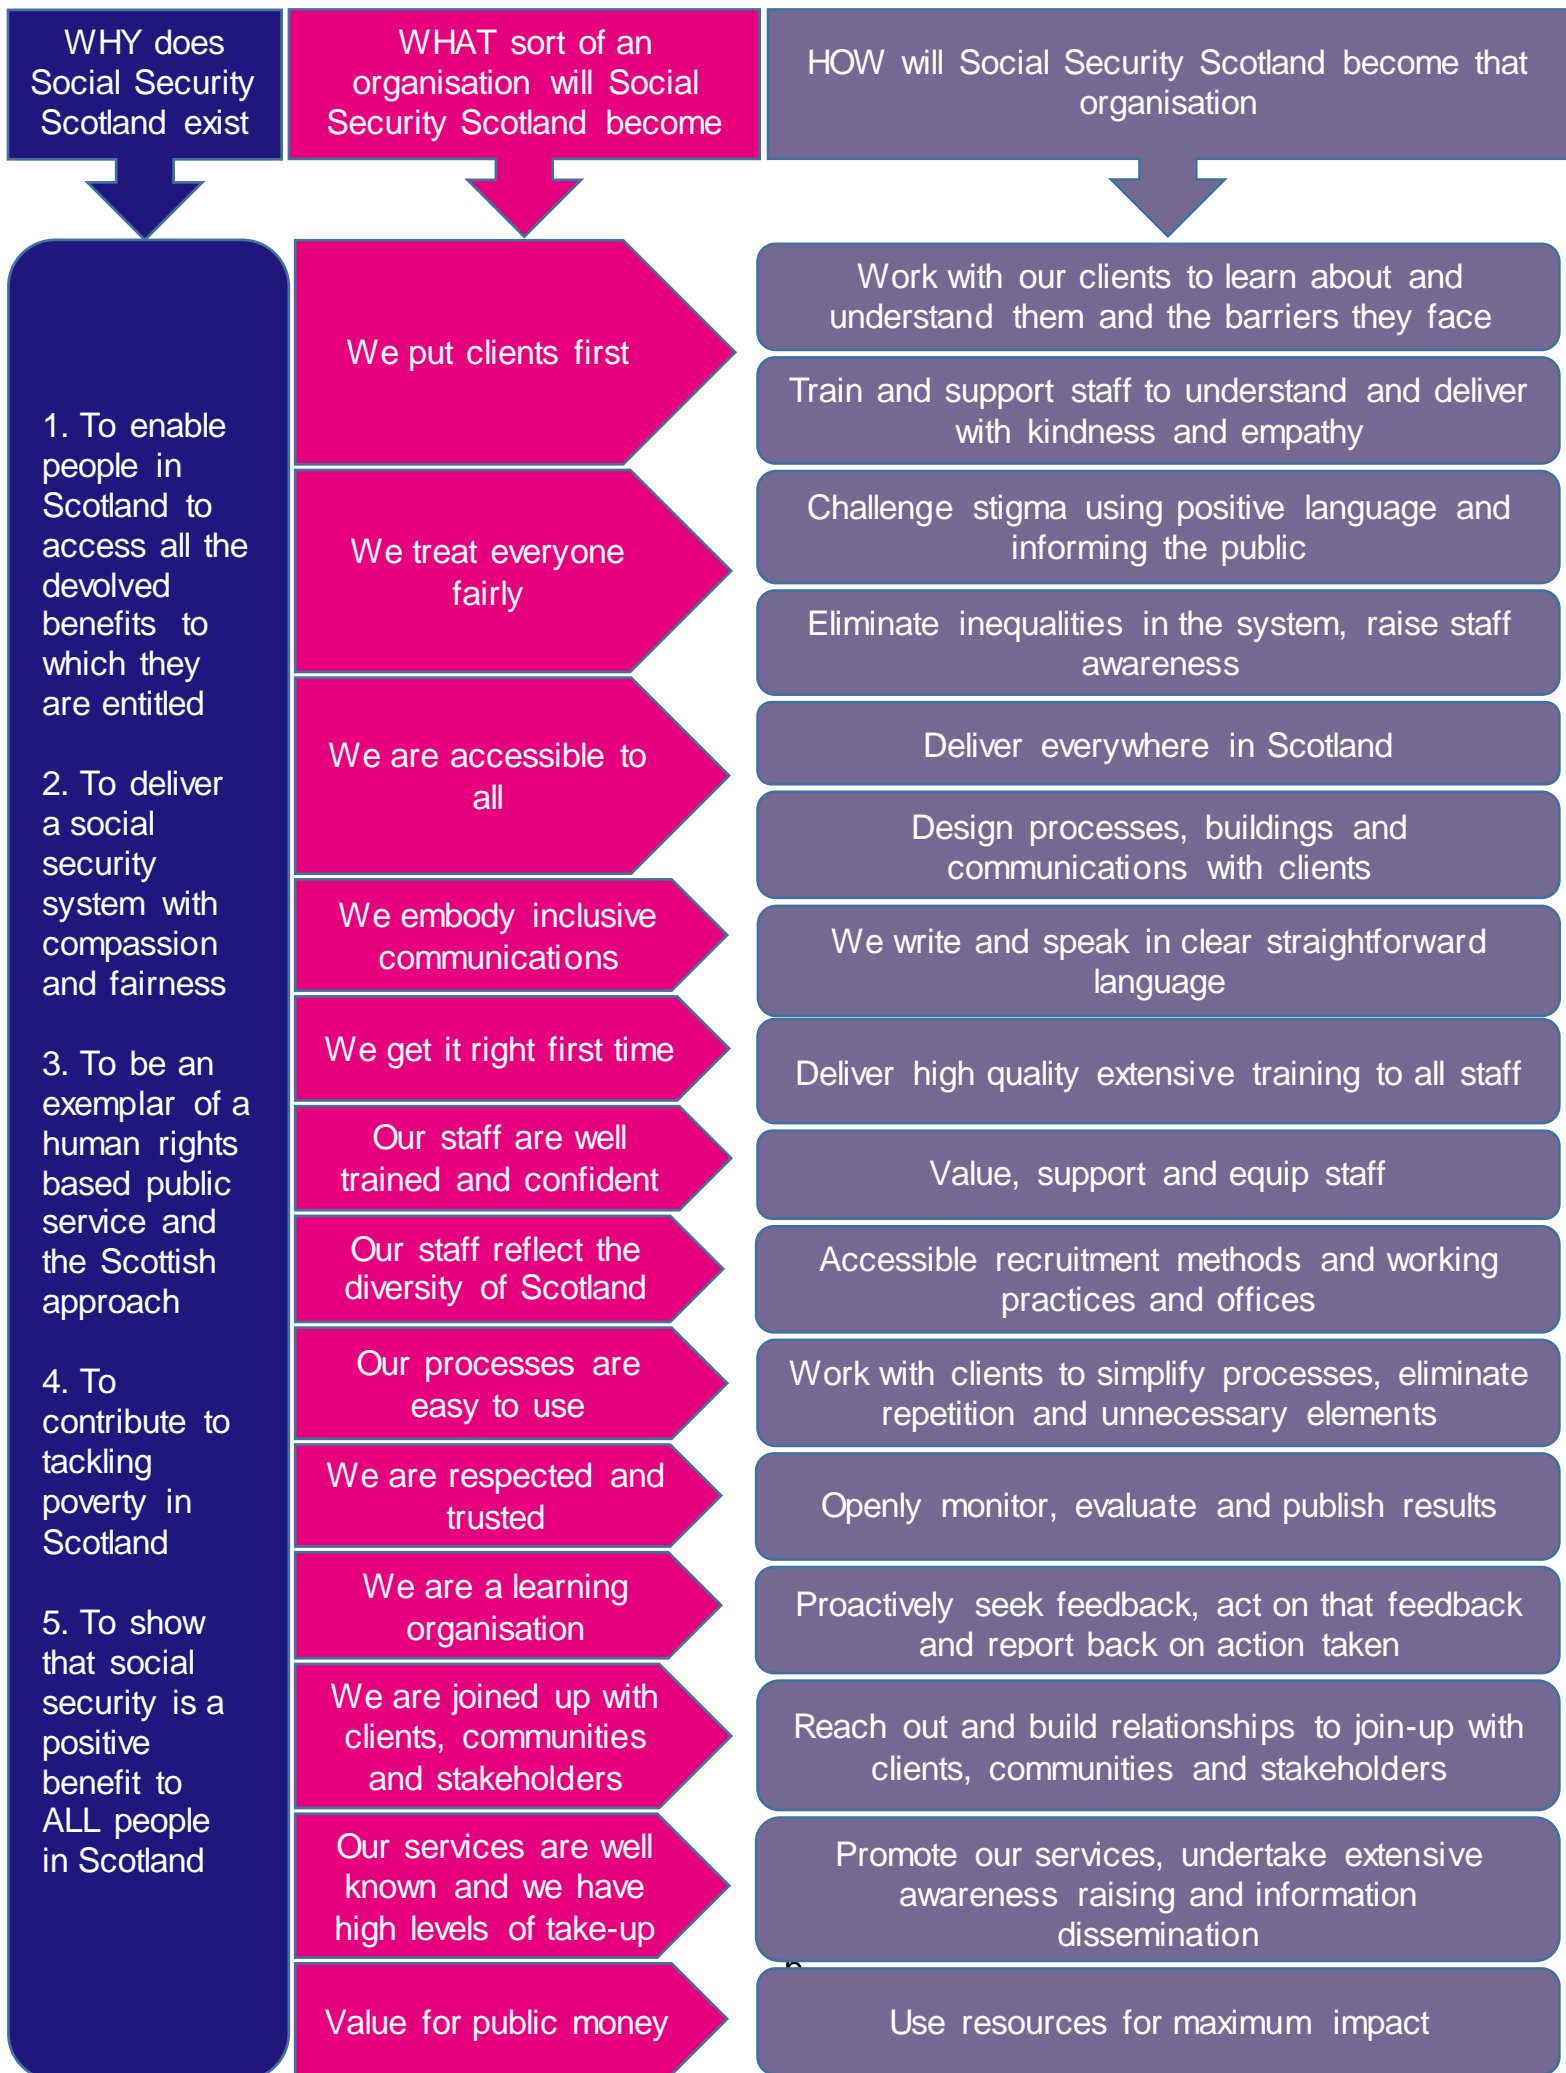 WHY does
Social Security
Scotland exist
WHAT sort of an
organisation will Social
Security Scotland become
HOW will Social Security Scotland become that
organisation
1. To enable
people in
Scotland to
access all the
devolved
benefits to
which they
are entitled
2. To deliver
a social
security
system with
compassion
and fairness
3. To be an
exemplar of a
human rights
based public
service and
the Scottish
approach
4. To
contribute to
tackling
poverty in
Scotland
5. To show
that social
security is a
positive
benefit to
ALL people
in Scotland
We put clients first
We treat everyone
fairly
We are accessible to
all
We embody inclusive
communications
We get it right first time
Our staff are well
trained and confident
Our staff reflect the
diversity of Scotland
Our processes are
easy to use
We are respected and
trusted
We are a learning
organisation
We are joined up with
clients, communities
and stakeholders
Our services are well
known and we have
high levels of take-up
Value for public money
Work with our clients to learn about and
understand them and the barriers they face
Train and support staff to understand and deliver
with kindness and empathy
Challenge stigma using positive language and
informing the public
Eliminate inequalities in the system, raise staff
awareness
Deliver everywhere in Scotland
Design processes, buildings and
communications with clients
We write and speak in clear straightforward
language
Deliver high quality extensive training to all staff
Value, support and equip staff
Accessible recruitment methods and working
practices and offices
Work with clients to simplify processes, eliminate
repetition and unnecessary elements
Openly monitor, evaluate and publish results
Proactively seek feedback, act on that feedback
and report back on action taken
Reach out and build relationships to join-up with
clients, communities and stakeholders
Promote our services, undertake extensive
awareness raising and information
dissemination
Use resources for maximum impact